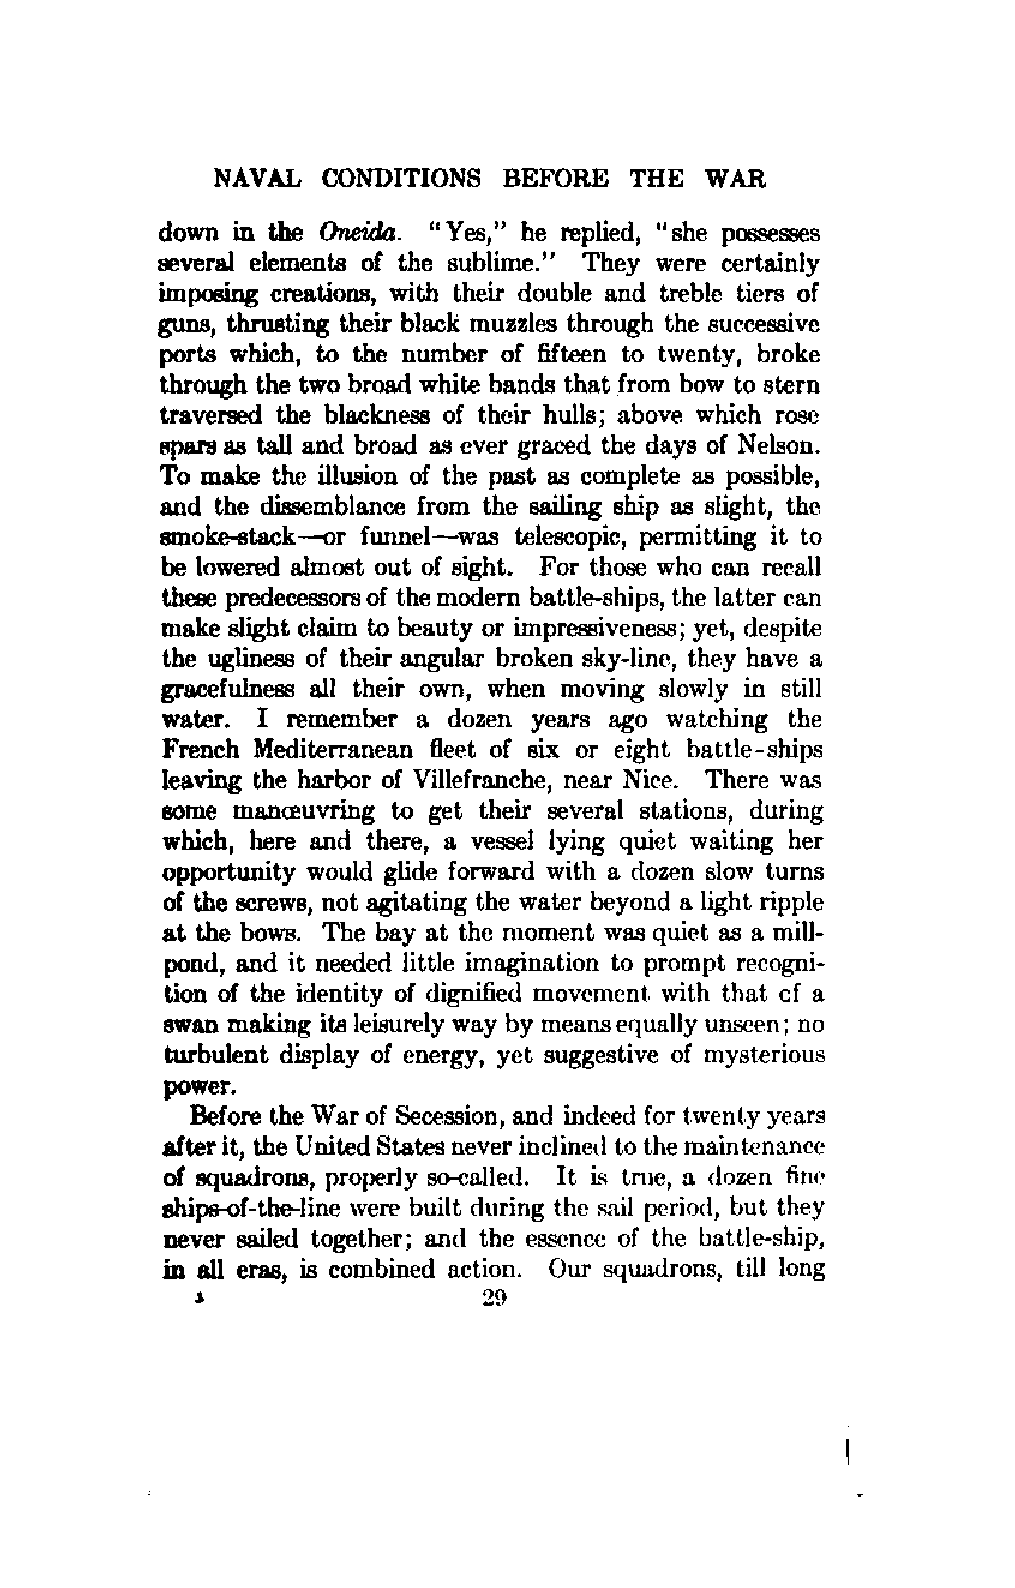 NAVAL CONDITIONS BEFORE THE WAR
down in the Oneida. "Yes," he replied, "she possesses
several elements of the sublime." They were certainly
imposing creations, with their double and treble tiers of
guns, thrusting their black muzzles through the successive
ports which, to the number of fifteen to twenty, broke
through the two broad white bands that from bow to stern
traversed the blackness of their hulls; above which rose
spars as tall and broad as ever graced the days of Nelson.
To make the illusion of the past as complete as possible,
and the dissemblance from the sailing ship as slight, the
smoke-stack—or funnel—was telescopic, permitting it to
be lowered almost out of sight. For those who can recall
these predecessors of the modern battle-ships, the latter can
make slight claim to beauty or impressiveness; yet, despite
the ugliness of their angular broken sky-line, they have a
gracefulness all their own, when moving slowly in still
water. I remember a dozen years ago watching the
French Mediterranean fleet of six or eight battle-ships
leaving the harbor of Villefranche, near Nice. There was
some manœuvring to get their several stations, during
which, here and there, a vessel lying quiet waiting her
opportunity would glide forward with a dozen slow turns
of the screws, not agitating the water beyond a light ripple
at the bows. The bay at the moment was quiet as a mill-
pond, and it needed little imagination to prompt recogni-
tion of the identity of dignified movement with that of a
swan making its leisurely way by means equally unseen; no
turbulent display of energy, yet suggestive of mysterious
power.
Before the War of Secession, and indeed for twenty years
after it, the United States never inclined to the maintenance
of squadrons, properly so-called. It is true, a dozen fine
ships-of-the-line were built during the sail period, but they
never sailed together; and the essence of the battle-ship,
in all eras, is combined action. Our squadrons, till long
29